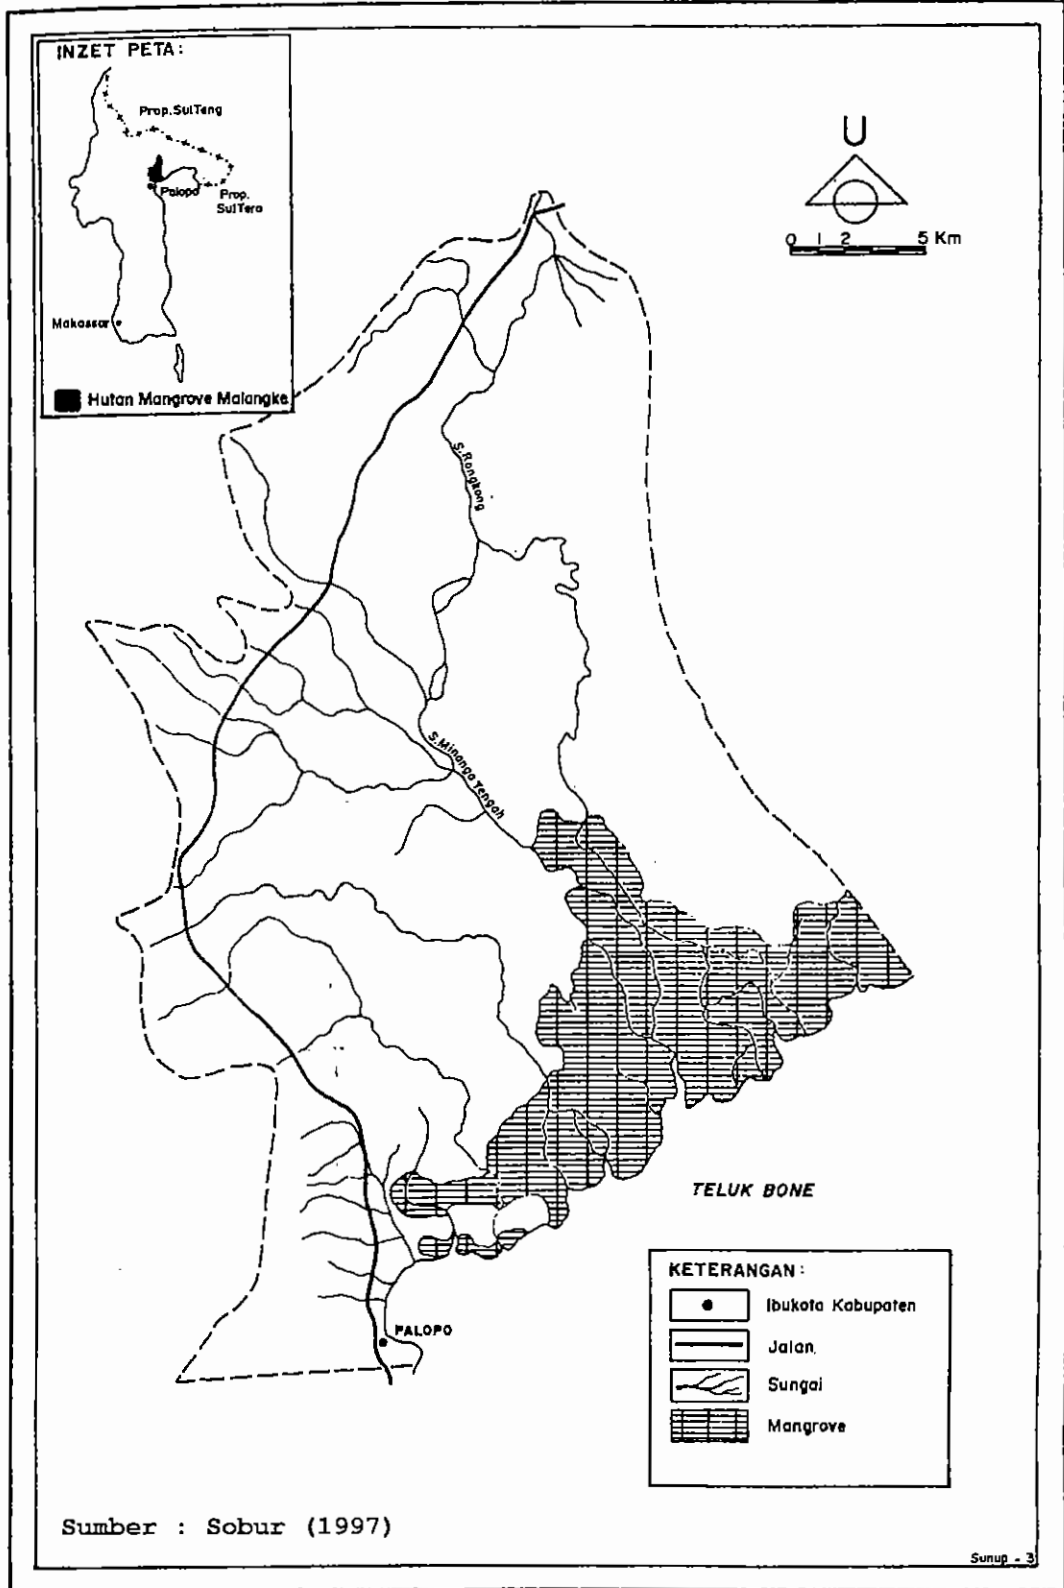 INZET PETA:
Prop. SulTeng
Palopo
Prop.
SulTera
Makassar
Hutan Mangrove Malangke
U
0 1 2 5 Km
S.Rongkong
S.Minanga Tengah
TELUK BONE
PALOPO
KETERANGAN:
Ibukota Kabupaten
Jalan
Sungai
Mangrove
Sumber : Sobur (1997)
Sunup - 3